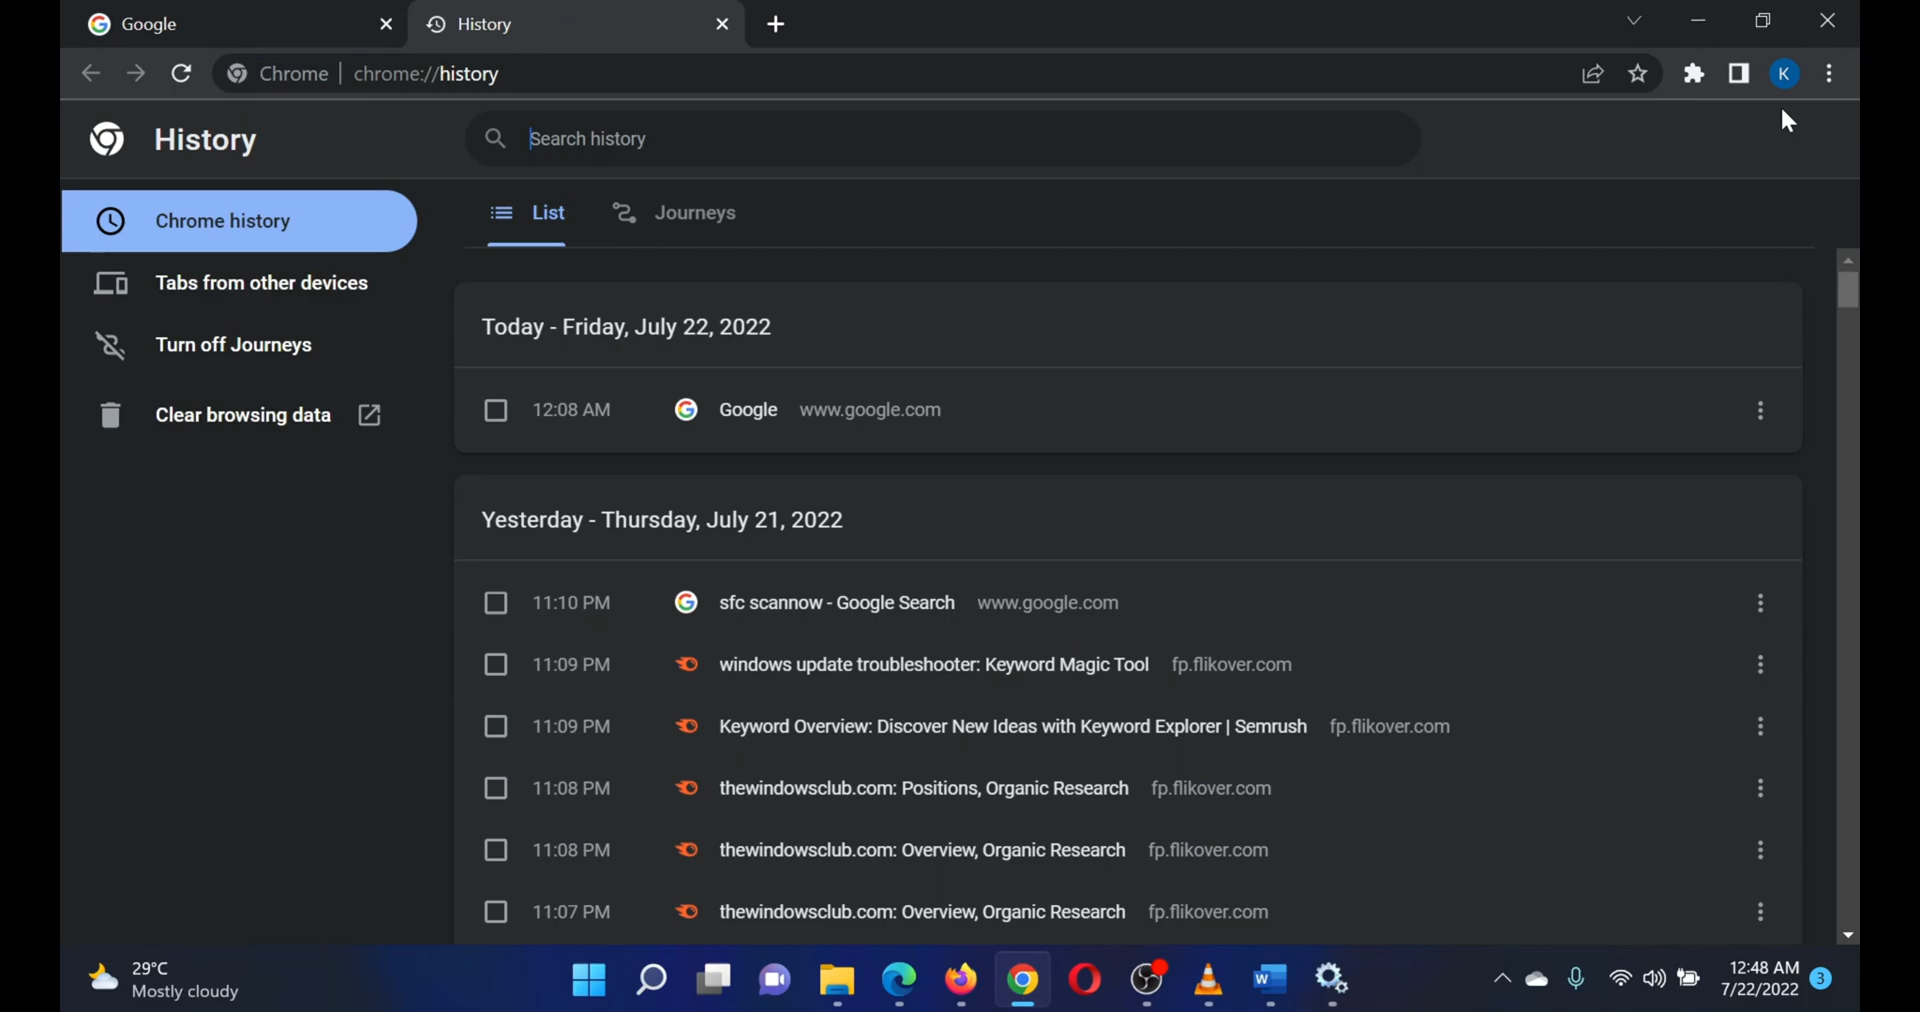 Google
History
Chrome | chrome://history
K
History
Search history
Chrome history
Tabs from other devices
Turn off Journeys
Clear browsing data
List
Journeys
Today - Friday, July 22, 2022
12:08 AM Google www.google.com
Yesterday - Thursday, July 21, 2022
11:10 PM sfc scannow - Google Search www.google.com
11:09 PM windows update troubleshooter: Keyword Magic Tool fp.flikover.com
11:09 PM Keyword Overview: Discover New Ideas with Keyword Explorer | Semrush fp.flikover.com
11:08 PM thewindowsclub.com: Positions, Organic Research fp.flikover.com
11:08 PM thewindowsclub.com: Overview, Organic Research fp.flikover.com
11:07 PM thewindowsclub.com: Overview, Organic Research fp.flikover.com
29°C
Mostly cloudy
12:48 AM
7/22/2022
3